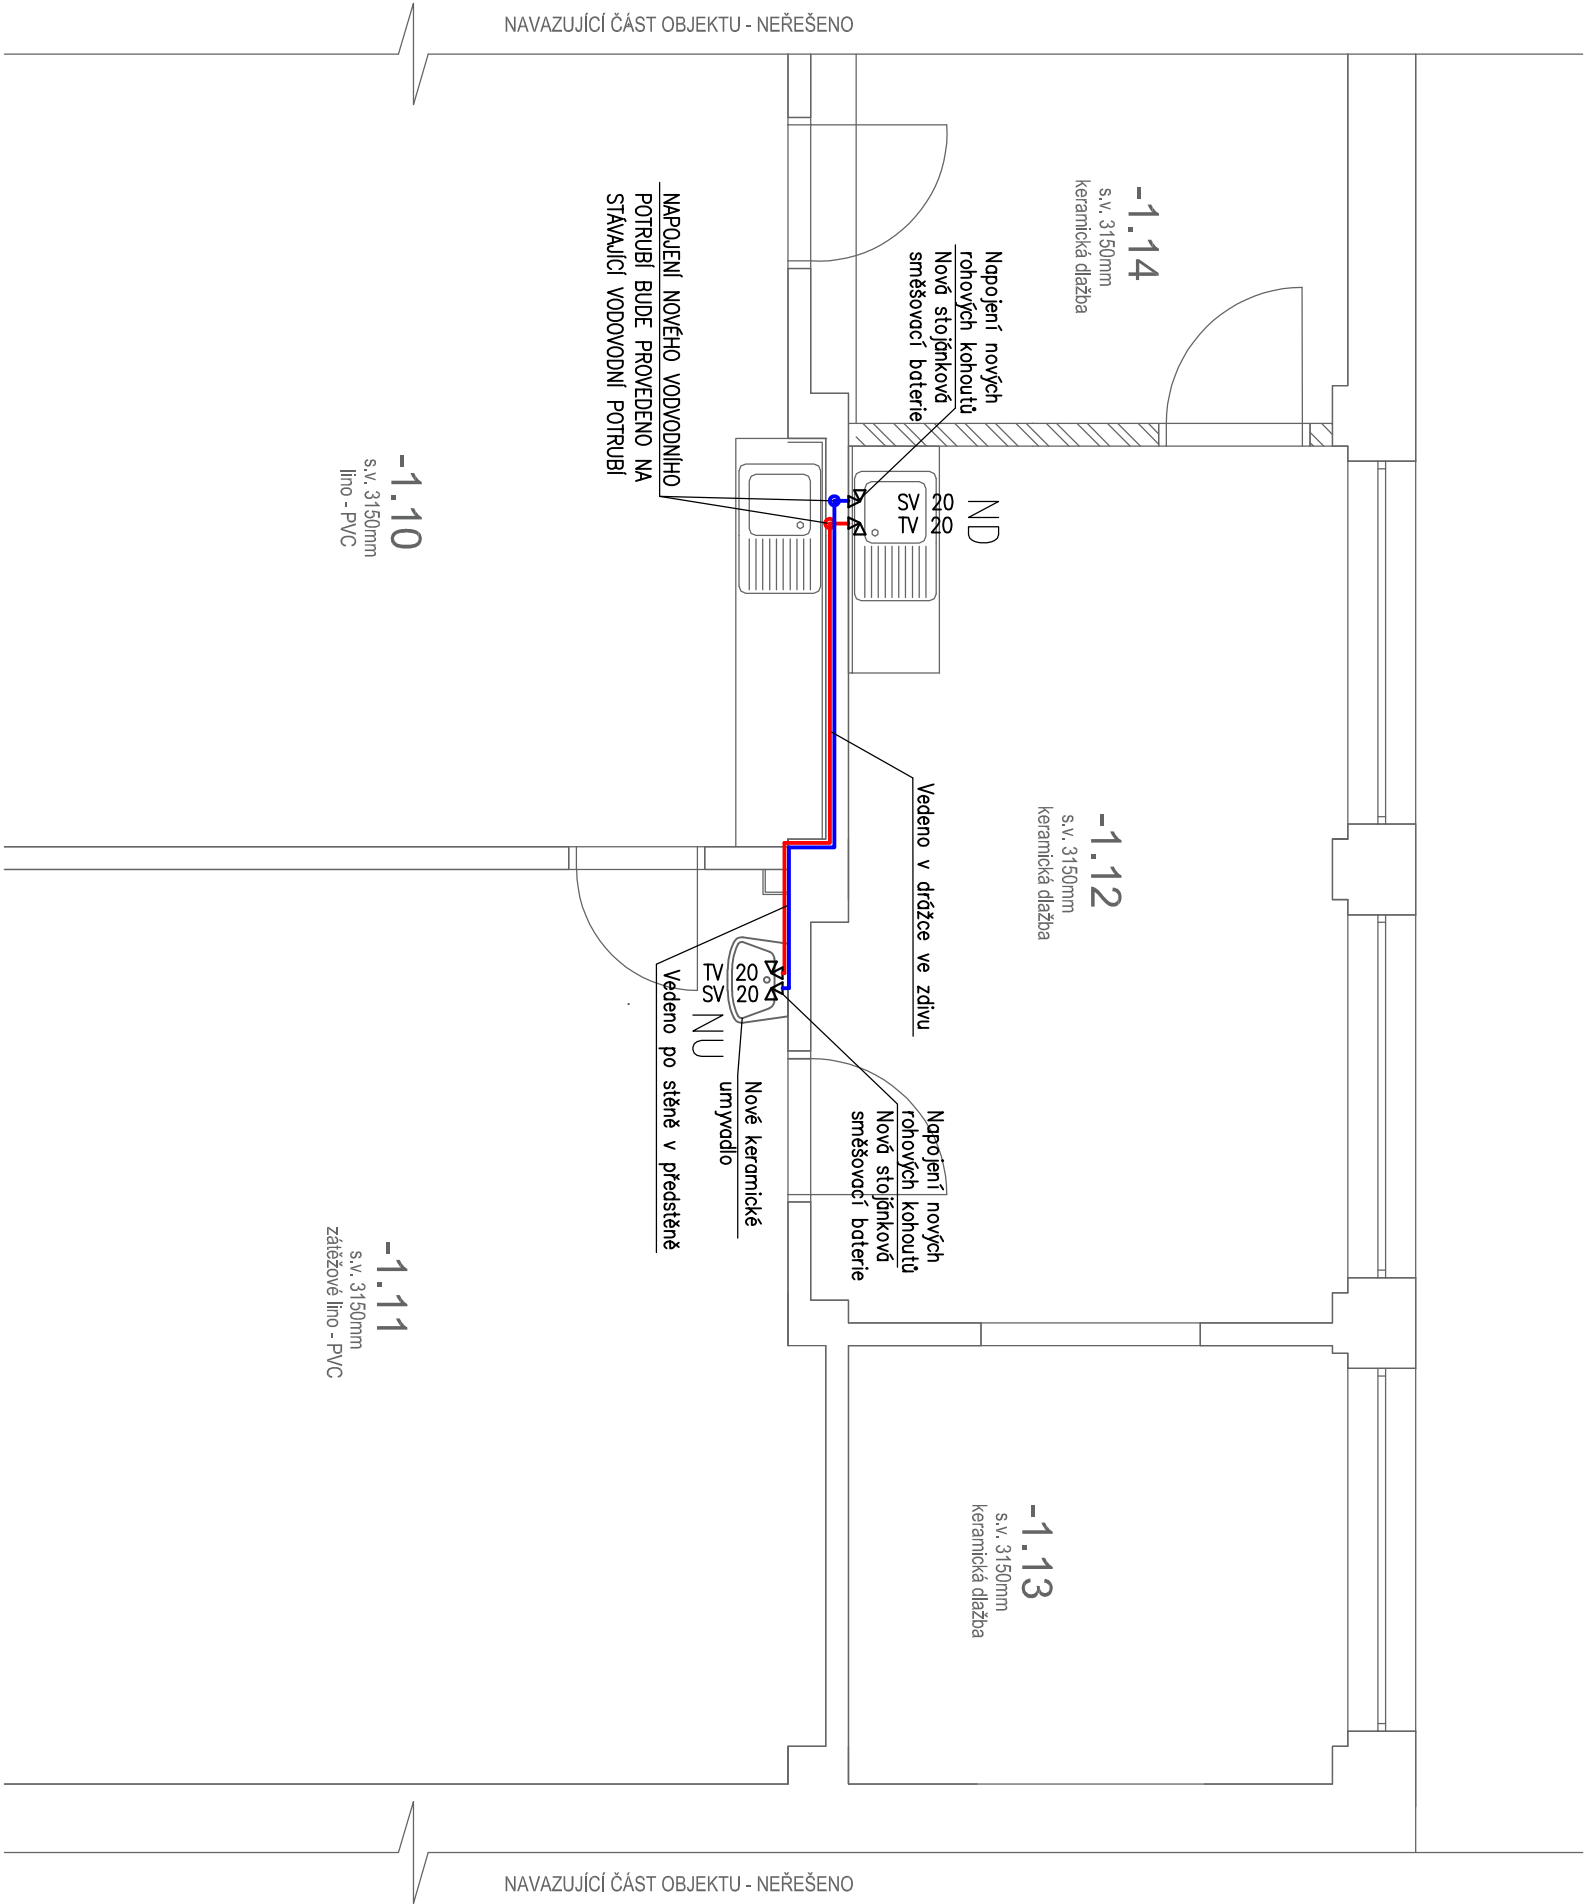 NAVAZUJÍCÍ ČÁST OBJEKTU - NEŘEŠENO
-1.14
s.v. 3150mm
keramická dlažba
Napojení nových
rohových kohoutů
Nová stojánková
směšovací baterie
NAPOJENÍ NOVÉHO VODVODNÍHO
POTRUBÍ BUDE PROVEDENO NA
STÁVAJÍCÍ VODOVODNÍ POTRUBÍ
-1.10
s.v. 3150mm
lino - PVC
ND
SV 20
TV 20
-1.12
s.v. 3150mm
keramická dlažba
Vedeno v drážce ve zdivu
TV 20
SV 20
NU
Vedeno po stěně v předstěně
Nové keramické
umyvadlo
Napojení nových
rohových kohoutů
Nová stojánková
směšovací baterie
-1.11
s.v. 3150mm
zátěžové lino - PVC
-1.13
s.v. 3150mm
keramická dlažba
NAVAZUJÍCÍ ČÁST OBJEKTU - NEŘEŠENO